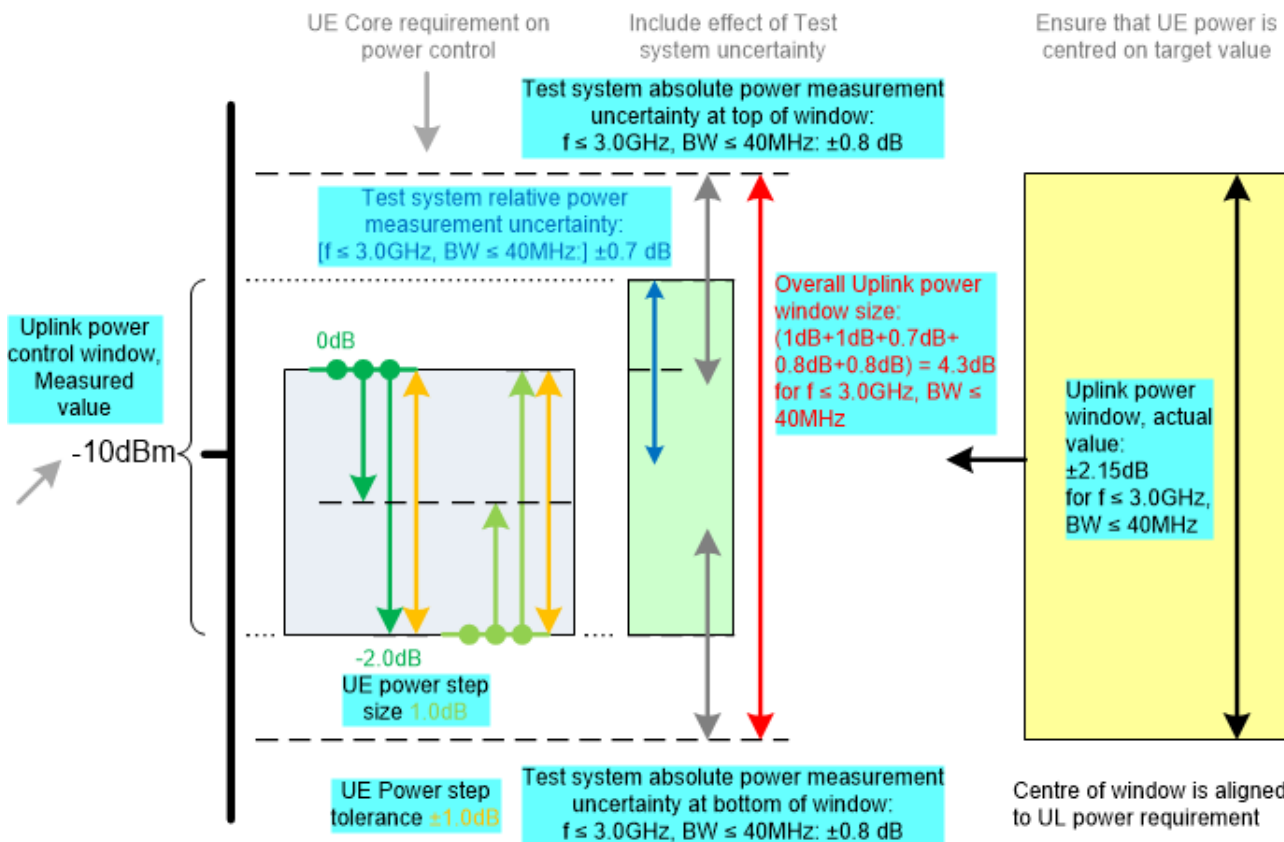 UE Core requirement on
power control
Include effect of Test
system uncertainty
Ensure that UE power is
centred on target value
Test system absolute power measurement
uncertainty at top of window:
f ≤ 3.0GHz, BW ≤ 40MHz: ±0.8 dB
Test system relative power
measurement uncertainty:
[f ≤ 3.0GHz, BW ≤ 40MHz:] ±0.7 dB
Uplink power
control window,
Measured
value
-10dBm
0dB
-2.0dB
UE power step
size 1.0dB
Overall Uplink power
window size:
(1dB+1dB+0.7dB+
0.8dB+0.8dB) = 4.3dB
for f ≤ 3.0GHz, BW ≤
40MHz
Uplink power
window, actual
value:
±2.15dB
for f ≤ 3.0GHz,
BW ≤ 40MHz
UE Power step
tolerance ±1.0dB
Test system absolute power measurement
uncertainty at bottom of window:
f ≤ 3.0GHz, BW ≤ 40MHz: ±0.8 dB
Centre of window is aligned
to UL power requirement